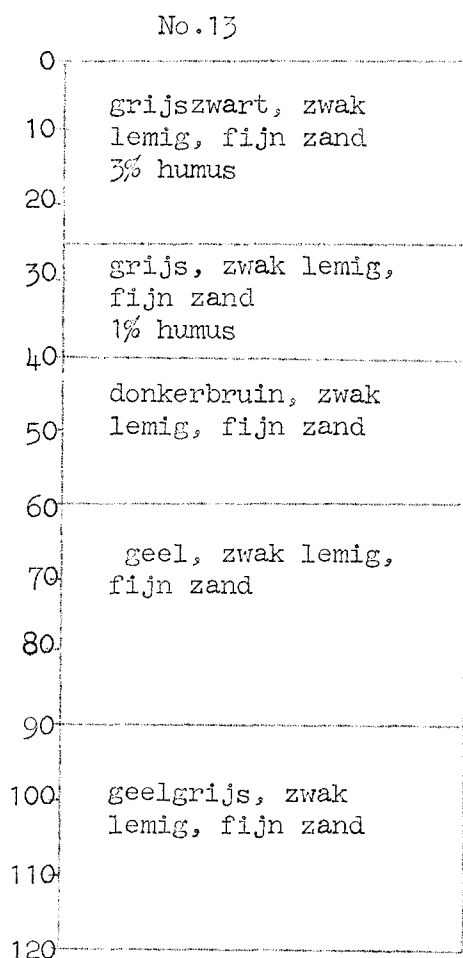 No.13
0
grijszwart, zwak
10
lemig, fijn zand
3% humus
20
grijs, zwak lemig,
30
fijn zand
1% humus
40
donkerbruin, zwak
50
lemig, fijn zand
60
geel, zwak lemig,
70
fijn zand
80
90
100
geelgrijs, zwak
lemig, fijn zand
110
120